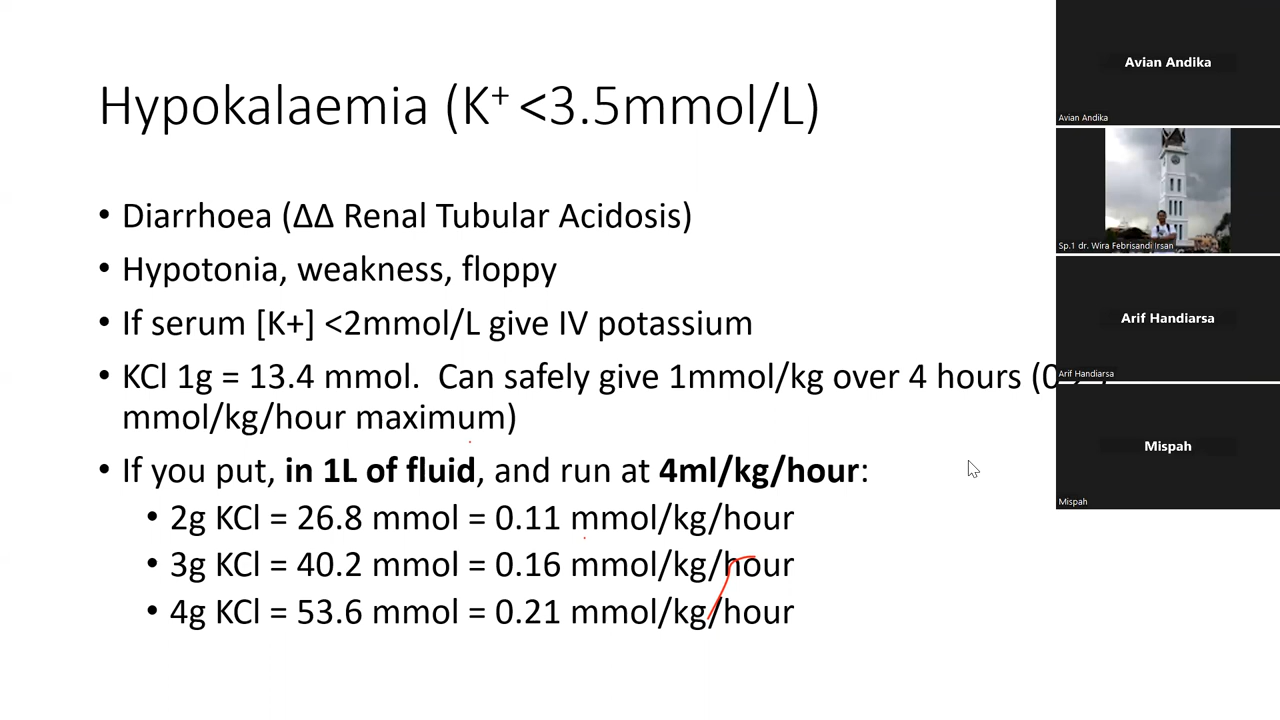 Hypokalaemia (K⁺ <3.5mmol/L)
• Diarrhoea (ΔΔ Renal Tubular Acidosis)
• Hypotonia, weakness, floppy
• If serum [K+] <2mmol/L give IV potassium
• KCl 1g = 13.4 mmol. Can safely give 1mmol/kg over 4 hours
mmol/kg/hour maximum)
• If you put, in 1L of fluid, and run at 4ml/kg/hour:
• 2g KCl = 26.8 mmol = 0.11 mmol/kg/hour
• 3g KCl = 40.2 mmol = 0.16 mmol/kg/hour
• 4g KCl = 53.6 mmol = 0.21 mmol/kg/hour
Avian Andika
Avian Andika
Sp.1 dr. Wira Febrisandi Irsan
Arif Handiarsa
Arif Handiarsa
Mispah
Mispah